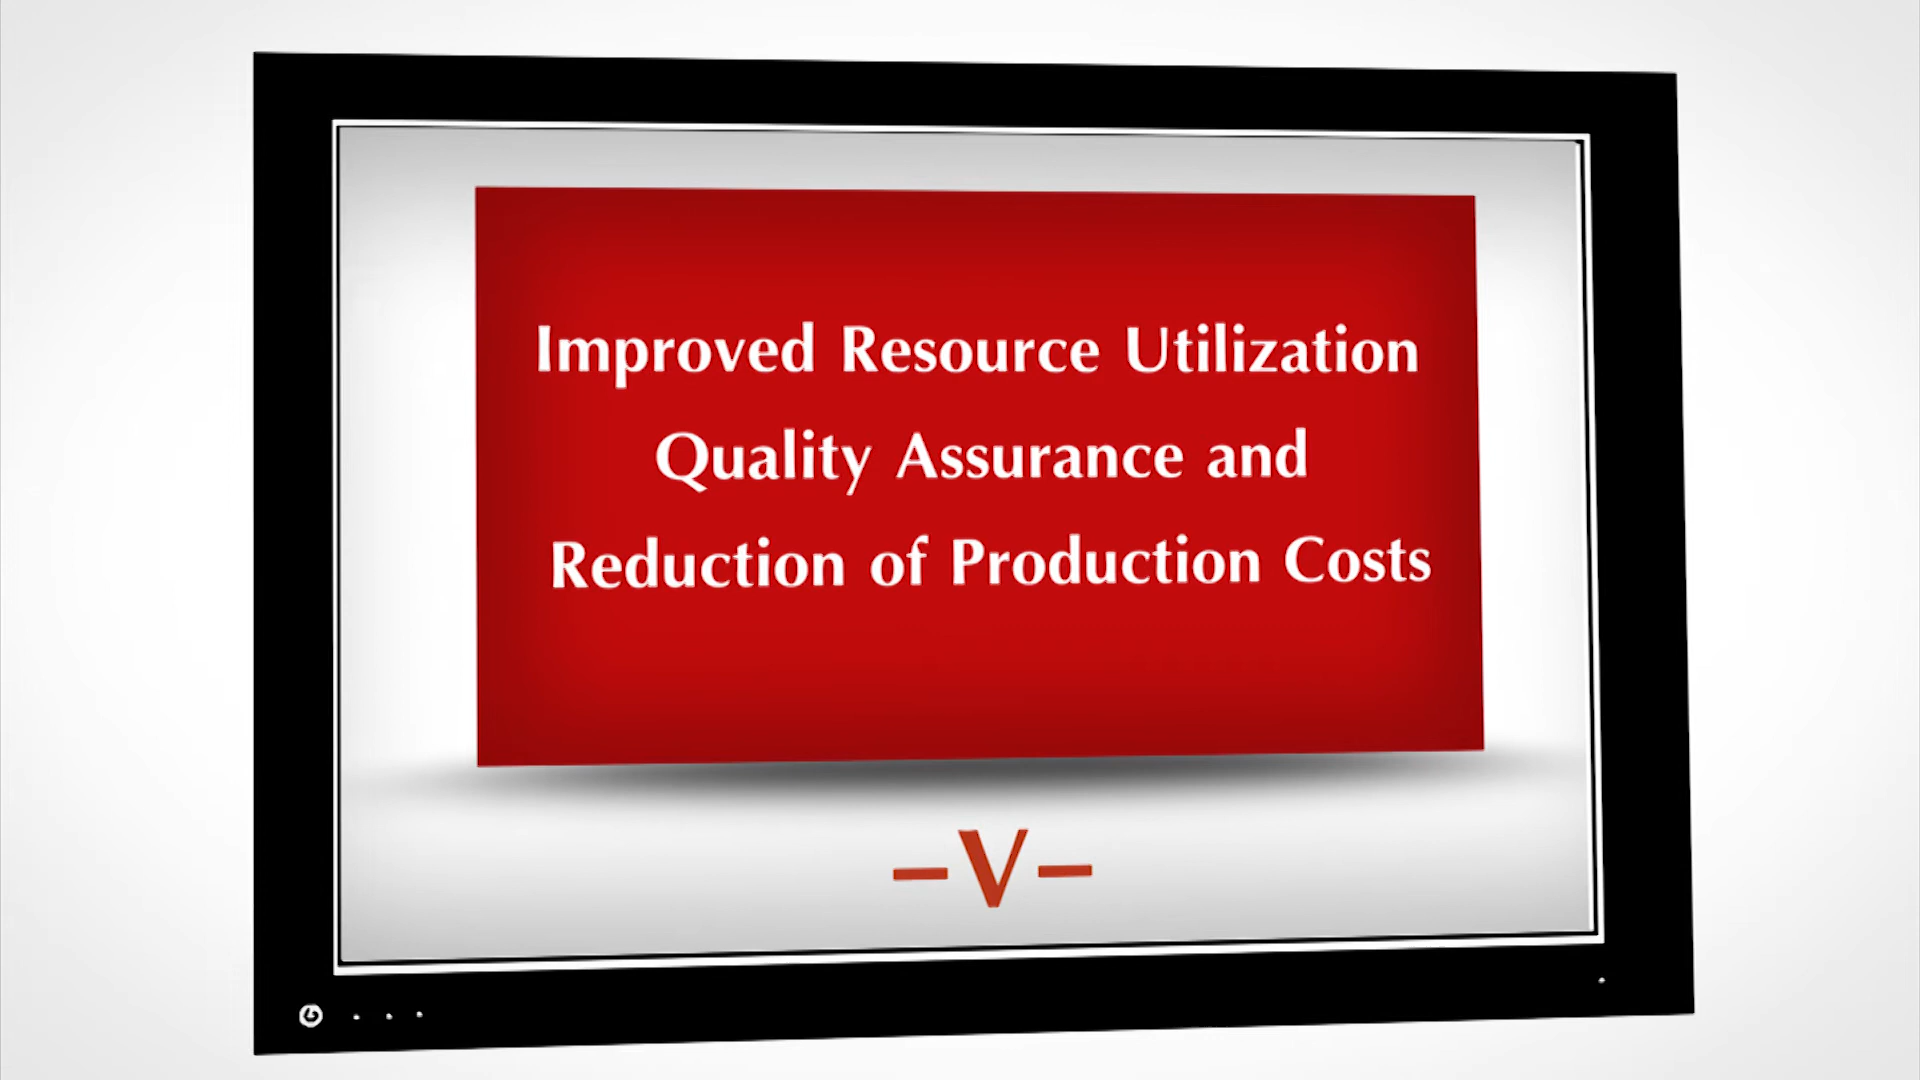 Improved Resource Utilization
Quality Assurance and
Reduction of Production Costs
–V–